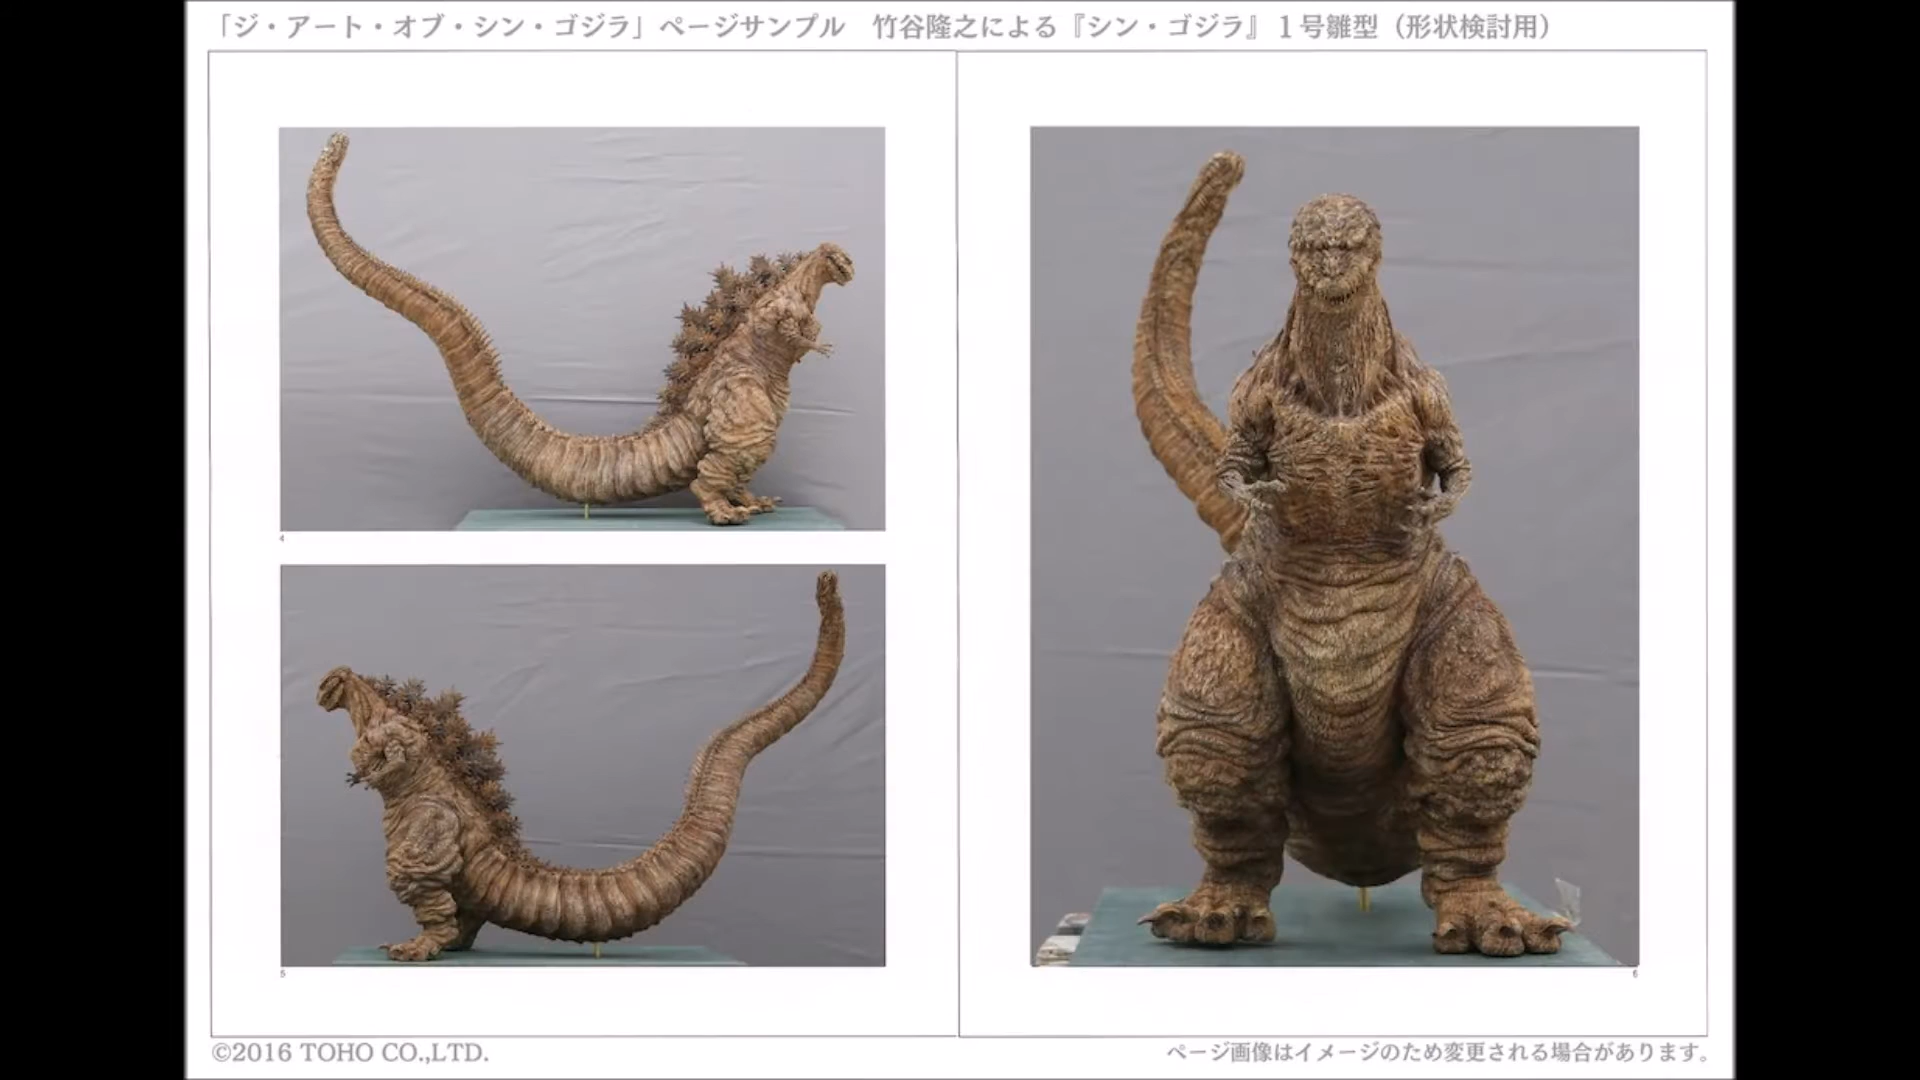 「ジ・アート・オブ・シン・ゴジラ」ページサンプル　竹谷隆之による『シン・ゴジラ』１号雛型（形状検討用）
4
5
6
©2016 TOHO CO.,LTD.
ページ画像はイメージのため変更される場合があります。